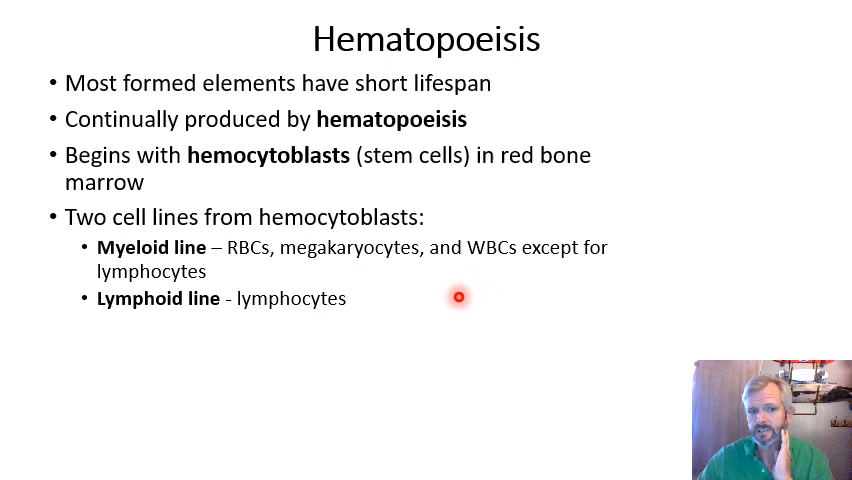 Hematopoeisis
• Most formed elements have short lifespan
• Continually produced by hematopoeisis
• Begins with hemocytoblasts (stem cells) in red bone
marrow
• Two cell lines from hemocytoblasts:
• Myeloid line – RBCs, megakaryocytes, and WBCs except for
lymphocytes
• Lymphoid line - lymphocytes